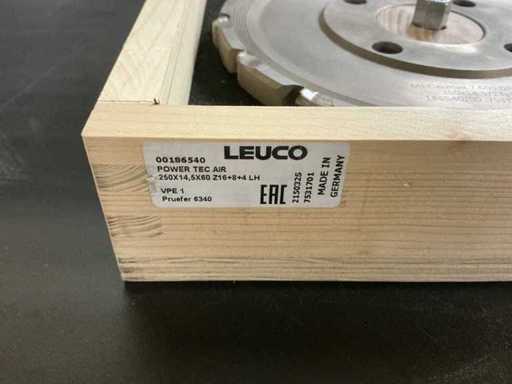 00186540
LEUCO
POWER TEC AIR
250X14,5X60 Z16+8+4 LH
VPE 1
Pruefer 6340
EAC
2150325
7531701
MADE IN
GERMANY